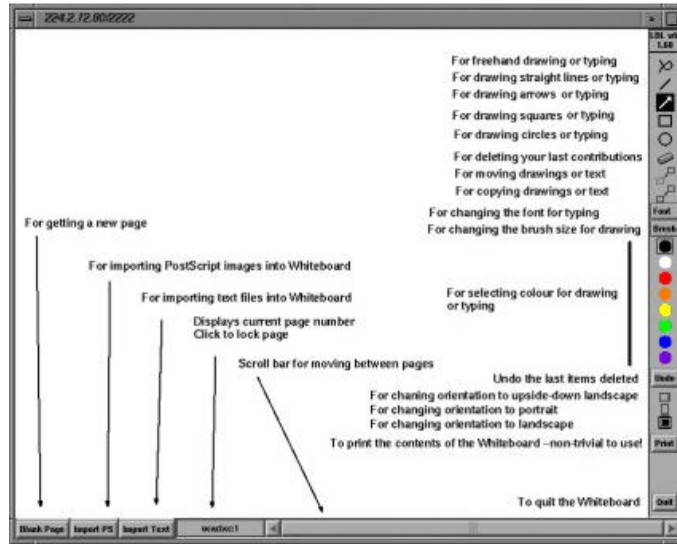 224.2.12.80/2222
LBL wb
1.60
For freehand drawing or typing
For drawing straight lines or typing
For drawing arrows or typing
For drawing squares or typing
For drawing circles or typing
For deleting your last contributions
For moving drawings or text
For copying drawings or text
For changing the font for typing
Font
For getting a new page
For changing the brush size for drawing
Brush
For importing PostScript images into Whiteboard
For importing text files into Whiteboard
For selecting colour for drawing
or typing
Displays current page number
Click to lock page
Scroll bar for moving between pages
Undo the last items deleted
Undo
For chaning orientation to upside-down landscape
For changing orientation to portrait
For changing orientation to landscape
To print the contents of the Whiteboard –non-trivial to use!
Print
To quit the Whiteboard
Quit
Blank Page
Import PS
Import Text